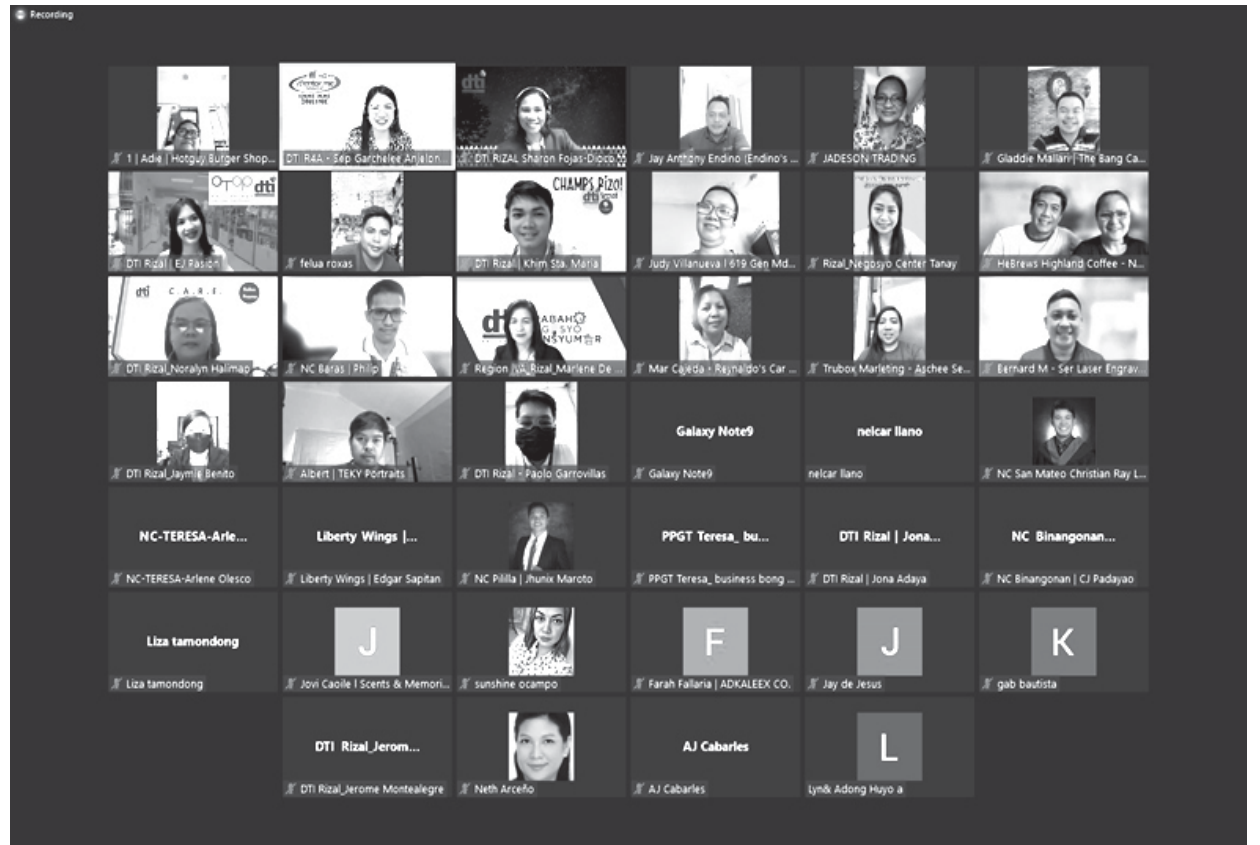 Recording
1 | Adie | Hotguy Burger Shop...
DTI R4A - Sep Garchelee Anjelon...
dti
DTI RIZAL Sharon Fojas-Dioco
Jay Anthony Endino (Endino's ...
JADESON TRADING
Gladdie Mallari | The Bang Ca...
OTOP dti
DTI Rizal | EJ Pasion
felua roxas
CHAMPS Rizo!
dti
DTI Rizal | Khim Sta. Maria
Judy Villanueva l 619 Gen Md...
Rizal_Negosyo Center Tanay
HeBrews Highland Coffee - N...
dti C.A.R.E.
DTI Rizal_Noralyn Halimap
NC Baras | Philip
Region IVA_Rizal_Marlene De ...
Mar Cajeda - Reynaldo's Car ...
Trubox Marleting - Aschee Se...
Bernard M - Ser Laser Engrav...
DTI Rizal_Jaymie Benito
Albert | TEKY Portraits
DTI Rizal - Paolo Garrovillas
Galaxy Note9
Galaxy Note9
nelcar llano
nelcar llano
NC San Mateo Christian Ray L...
NC-TERESA-Arle...
NC-TERESA-Arlene Olesco
Liberty Wings |...
Liberty Wings | Edgar Sapitan
NC Pililla | Jhunix Maroto
PPGT Teresa_ bu...
PPGT Teresa_ business bong ...
DTI Rizal | Jona...
DTI Rizal | Jona Adaya
NC Binangonan...
NC Binangonan | CJ Padayao
Liza tamondong
Liza tamondong
J
Jovi Caoile l Scents & Memori...
sunshine ocampo
F
Farah Fallaria | ADKALEEX CO.
J
Jay de Jesus
K
gab bautista
DTI Rizal_Jerom...
DTI Rizal_Jerome Montealegre
Neth Arceño
AJ Cabarles
AJ Cabarles
L
Lyn& Adong Huyo a